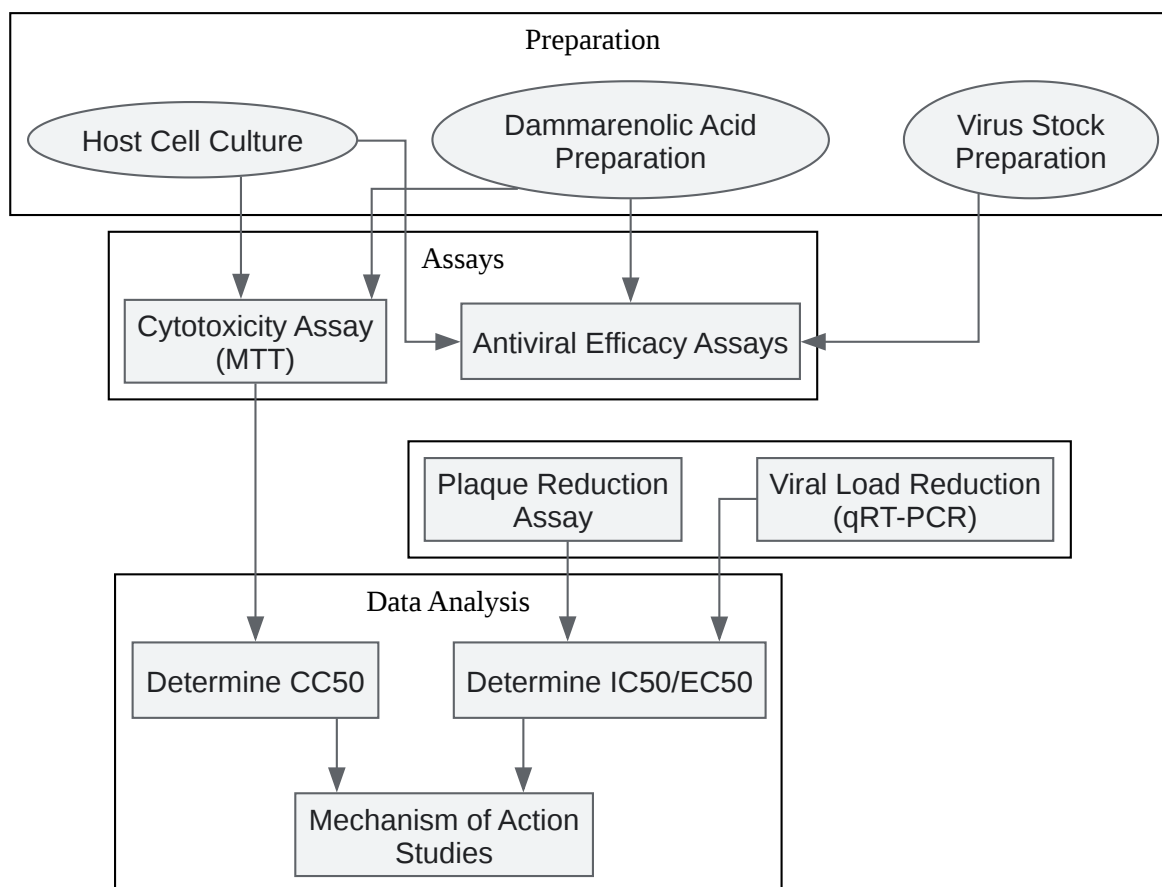 Preparation
Host Cell Culture
Dammarenolic Acid
Preparation
Virus Stock
Preparation
Assays
Cytotoxicity Assay
(MTT)
Antiviral Efficacy Assays
Plaque Reduction
Assay
Viral Load Reduction
(qRT-PCR)
Data Analysis
Determine CC50
Determine IC50/EC50
Mechanism of Action
Studies